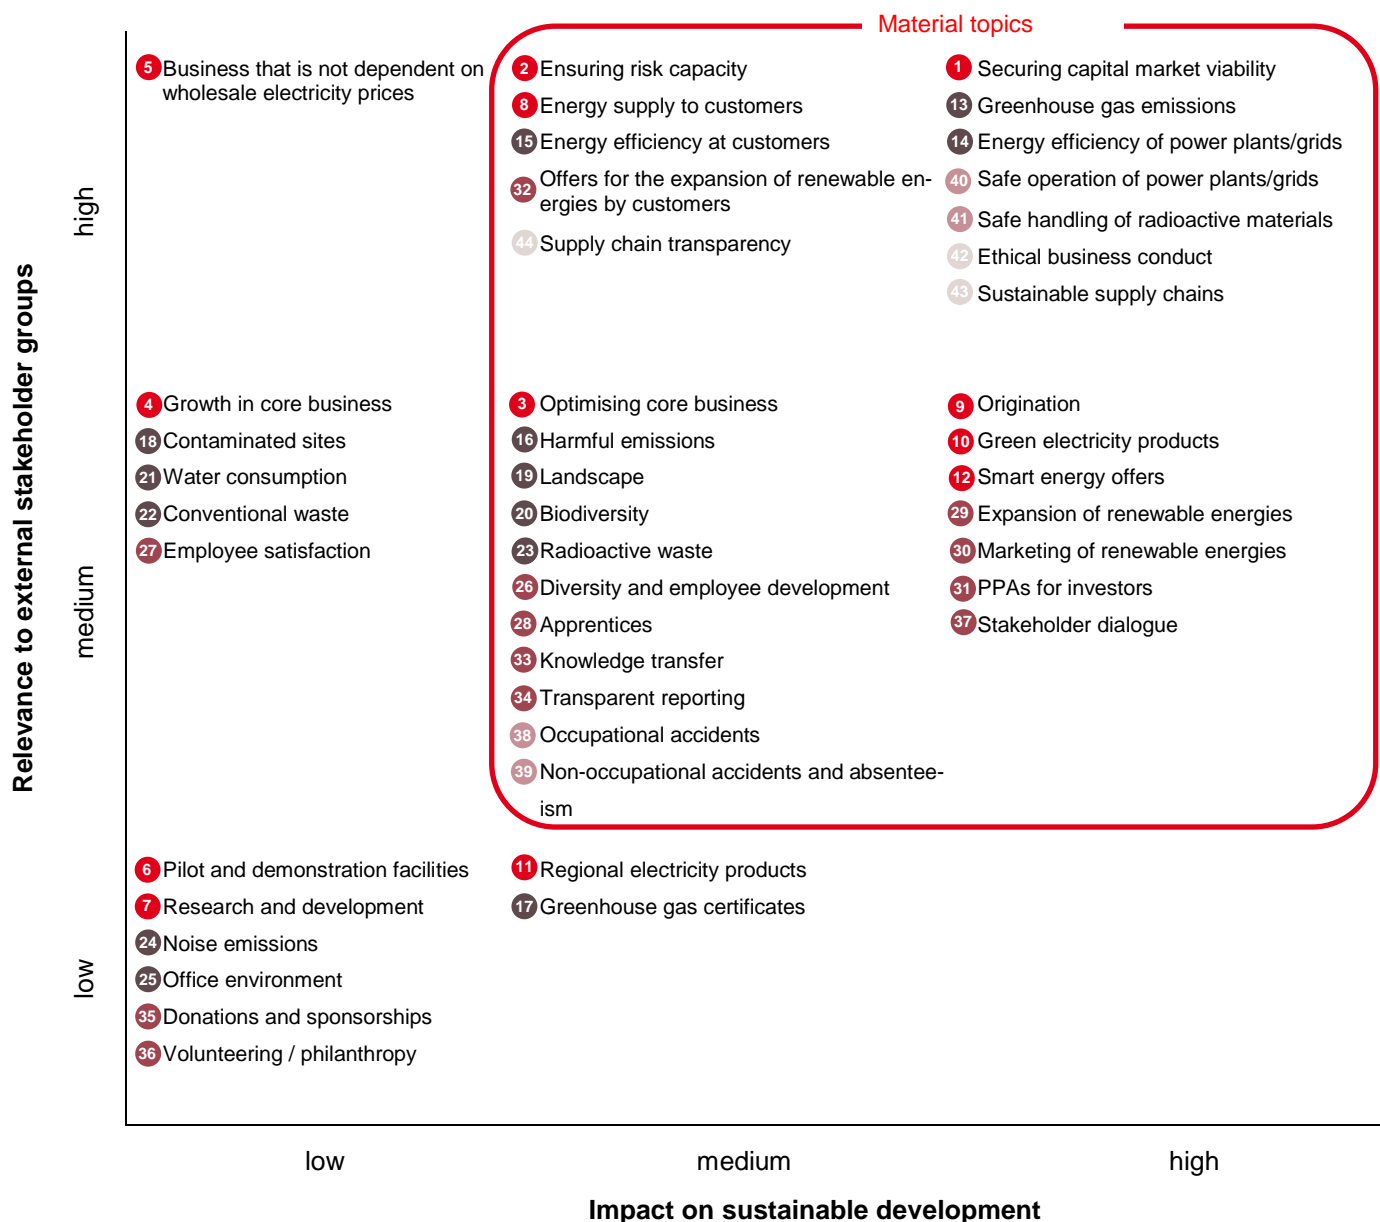 Material topics
Relevance to external stakeholder groups
high
5 Business that is not dependent on
wholesale electricity prices
2 Ensuring risk capacity
8 Energy supply to customers
15 Energy efficiency at customers
32 Offers for the expansion of renewable en-
ergies by customers
44 Supply chain transparency
1 Securing capital market viability
13 Greenhouse gas emissions
14 Energy efficiency of power plants/grids
40 Safe operation of power plants/grids
41 Safe handling of radioactive materials
42 Ethical business conduct
43 Sustainable supply chains
medium
4 Growth in core business
18 Contaminated sites
21 Water consumption
22 Conventional waste
27 Employee satisfaction
3 Optimising core business
16 Harmful emissions
19 Landscape
20 Biodiversity
23 Radioactive waste
26 Diversity and employee development
28 Apprentices
33 Knowledge transfer
34 Transparent reporting
38 Occupational accidents
39 Non-occupational accidents and absentee-
ism
9 Origination
10 Green electricity products
12 Smart energy offers
29 Expansion of renewable energies
30 Marketing of renewable energies
31 PPAs for investors
37 Stakeholder dialogue
low
6 Pilot and demonstration facilities
7 Research and development
24 Noise emissions
25 Office environment
35 Donations and sponsorships
36 Volunteering / philanthropy
11 Regional electricity products
17 Greenhouse gas certificates
low
medium
high
Impact on sustainable development